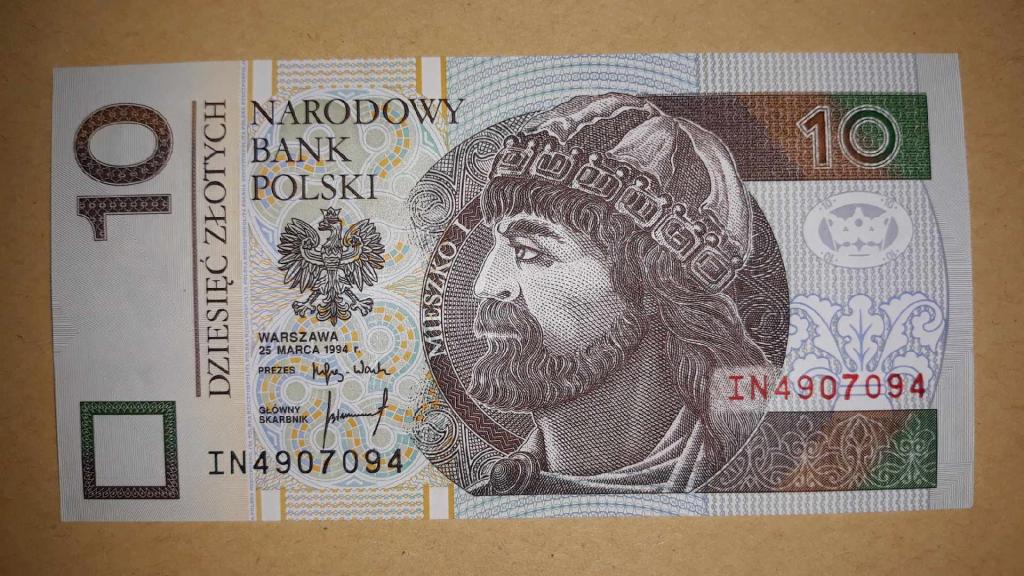 10
DZIESIĘĆ ZŁOTYCH
NARODOWY
BANK
POLSKI
WARSZAWA
25 MARCA 1994 r.
PREZES
GŁÓWNY
SKARBNIK
IN4907094
MIESZKO I
10
IN4907094